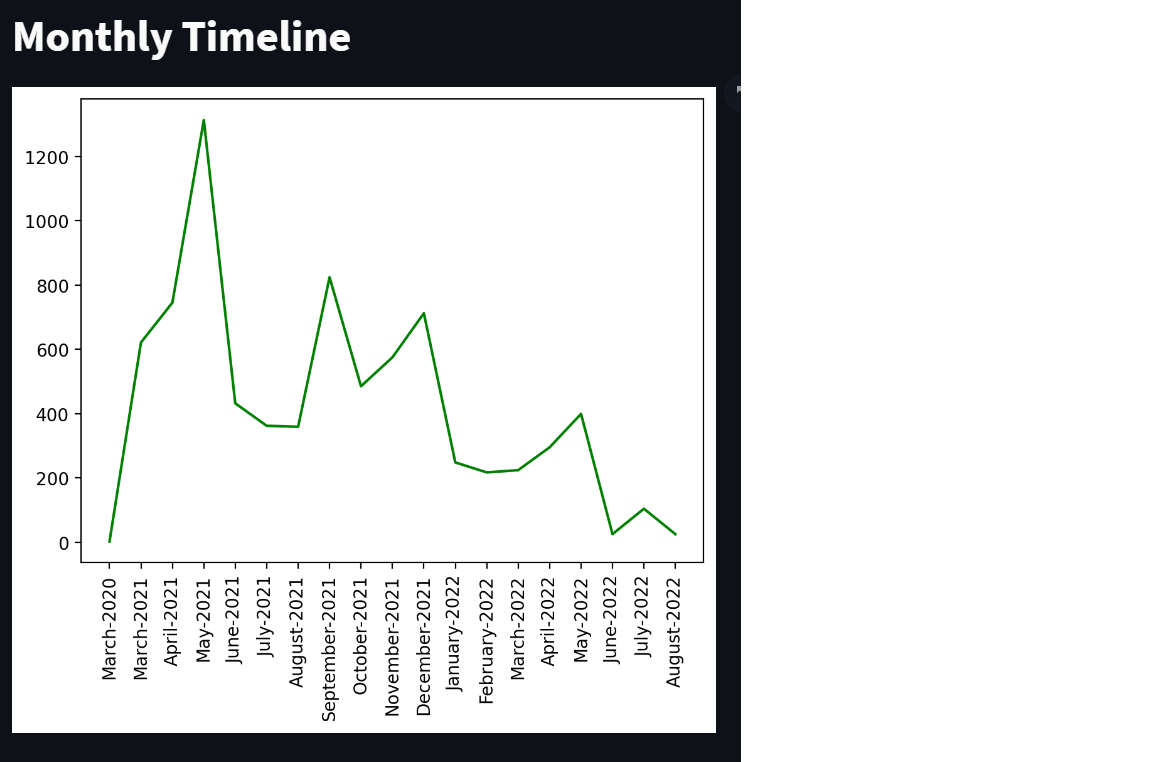 Monthly Timeline
1200
1000
800
600
400
200
0
March-2020
March-2021
April-2021
May-2021
June-2021
July-2021
August-2021
September-2021
October-2021
November-2021
December-2021
January-2022
February-2022
March-2022
April-2022
May-2022
June-2022
July-2022
August-2022